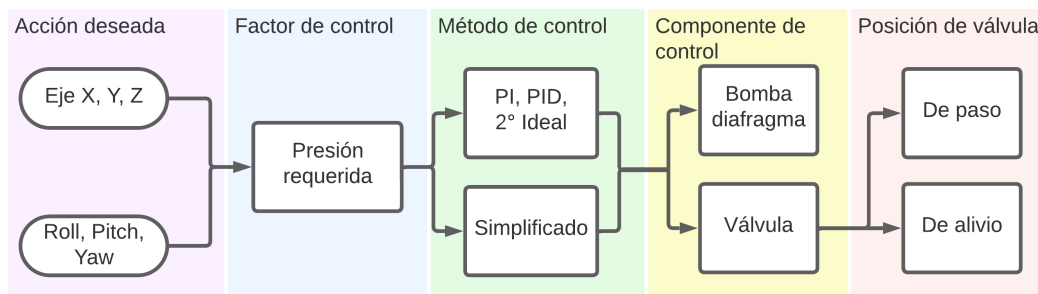 Acción deseada
Factor de control
Método de control
Componente de
control
Posición de válvula
Eje X, Y, Z
Roll, Pitch,
Yaw
Presión
requerida
PI, PID,
2° Ideal
Simplificado
Bomba
diafragma
Válvula
De paso
De alivio